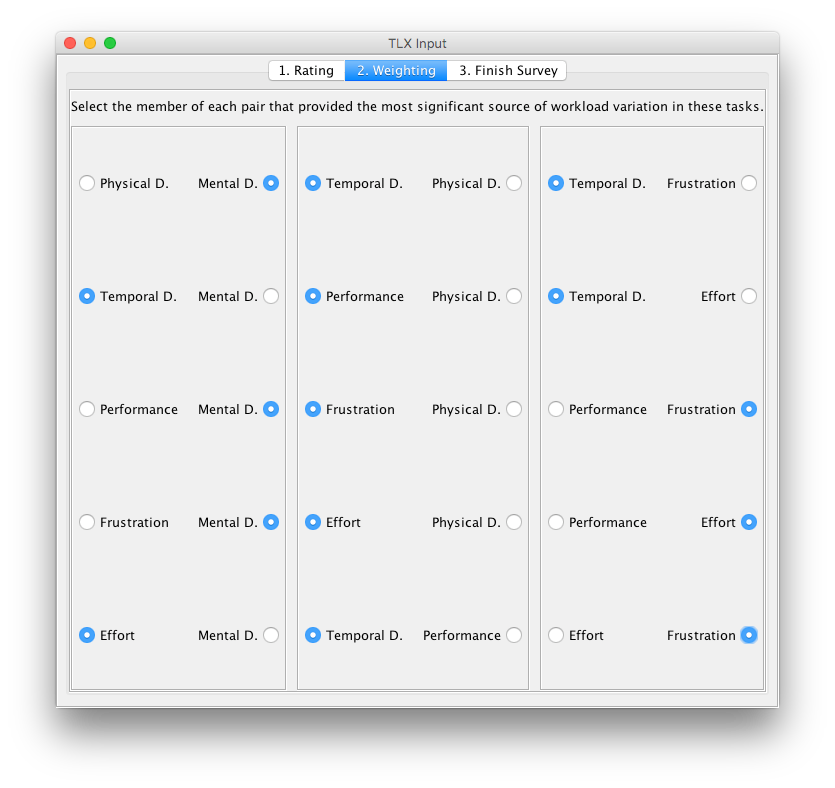 TLX Input
1. Rating 2. Weighting 3. Finish Survey
Select the member of each pair that provided the most significant source of workload variation in these tasks.
Physical D. Mental D.
Temporal D. Mental D.
Performance Mental D.
Frustration Mental D.
Effort Mental D.
Temporal D. Physical D.
Performance Physical D.
Frustration Physical D.
Effort Physical D.
Temporal D. Performance
Temporal D. Frustration
Temporal D. Effort
Performance Frustration
Performance Effort
Effort Frustration